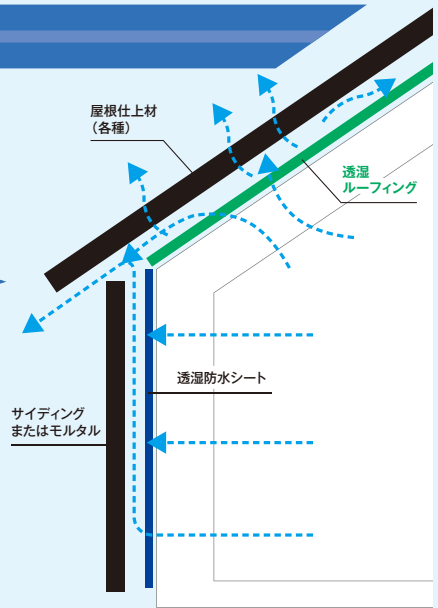 屋根仕上材
（各種）
透湿
ルーフィング
透湿防水シート
サイディング
またはモルタル